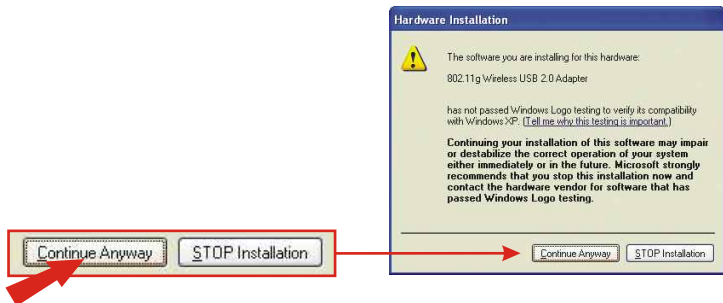 Hardware Installation
The software you are installing for this hardware:
802.11g Wireless USB 2.0 Adapter
has not passed Windows Logo testing to verify its compatibility
with Windows XP. (Tell me why this testing is important.)
Continuing your installation of this software may impair
or destabilize the correct operation of your system
either immediately or in the future. Microsoft strongly
recommends that you stop this installation now and
contact the hardware vendor for software that has
passed Windows Logo testing.
Continue Anyway STOP Installation
Continue Anyway STOP Installation